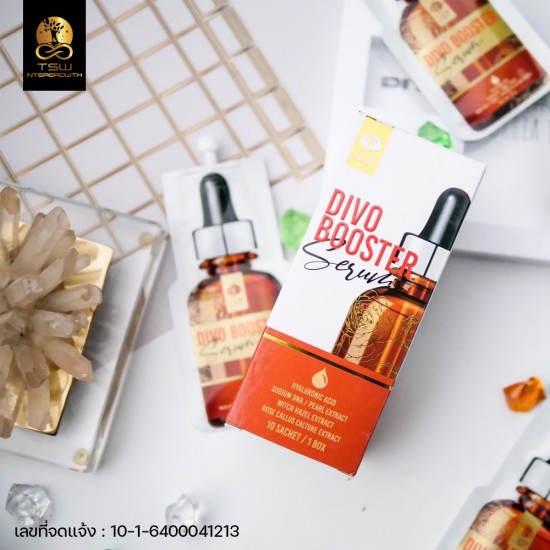 TSW
INTERGROWTH
DIVO BOOSTER
Serum
DIVO
BOOSTER
Serum
HYALURONIC ACID
SODIUM DNA / PEARL EXTRACT
WITCH HAZEL EXTRACT
ROSE CALLUS CALTURE EXTRACT
10 SACHET / 1 BOX
DIVO BOOSTER
Serum
เลขที่จดแจ้ง : 10-1-6400041213